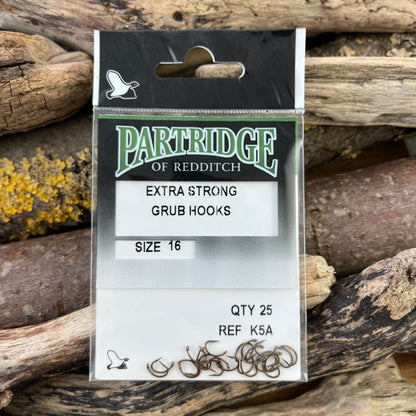 PARTRIDGE
OF REDDITCH
EXTRA STRONG
GRUB HOOKS
SIZE 16
QTY 25
REF K5A